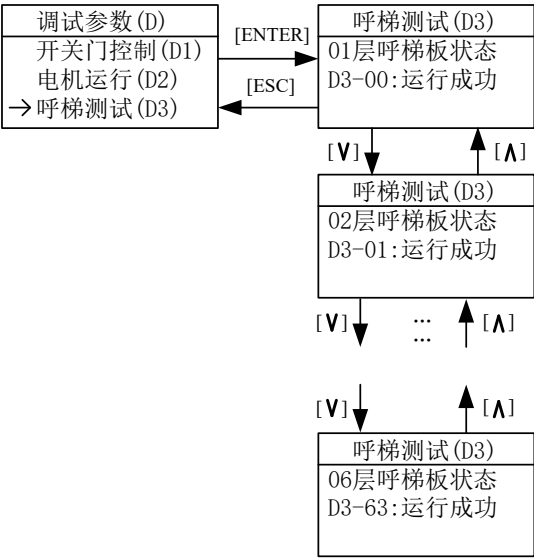 调试参数(D)
开关门控制(D1)
电机运行(D2)
→呼梯测试(D3)
[ENTER]
[ESC]
呼梯测试(D3)
01层呼梯板状态
D3-00:运行成功
[∨]
[∧]
呼梯测试(D3)
02层呼梯板状态
D3-01:运行成功
[∨]
...
...
[∧]
[∨]
[∧]
呼梯测试(D3)
06层呼梯板状态
D3-63:运行成功